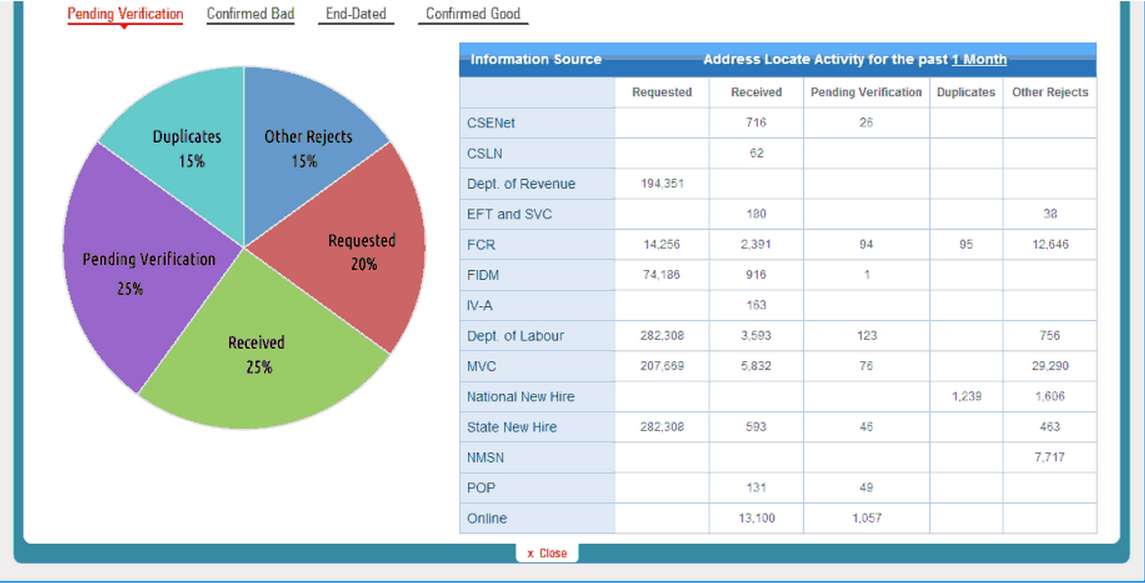 Pending Verification Confirmed Bad End-Dated Confirmed Good
Duplicates
15%
Other Rejects
15%
Requested
20%
Pending Verification
25%
Received
25%
Information Source Address Locate Activity for the past 1 Month
Requested Received Pending Verification Duplicates Other Rejects
CSENet 716 26
CSLN 62
Dept. of Revenue 194,351
EFT and SVC 180 38
FCR 14,256 2,391 94 95 12,646
FIDM 74,186 916 1
IV-A 163
Dept. of Labour 282,308 3,593 123 756
MVC 207,669 5,832 76 29,290
National New Hire 1,239 1,606
State New Hire 282,308 593 46 463
NMSN 7,717
POP 131 49
Online 13,100 1,057
x Close